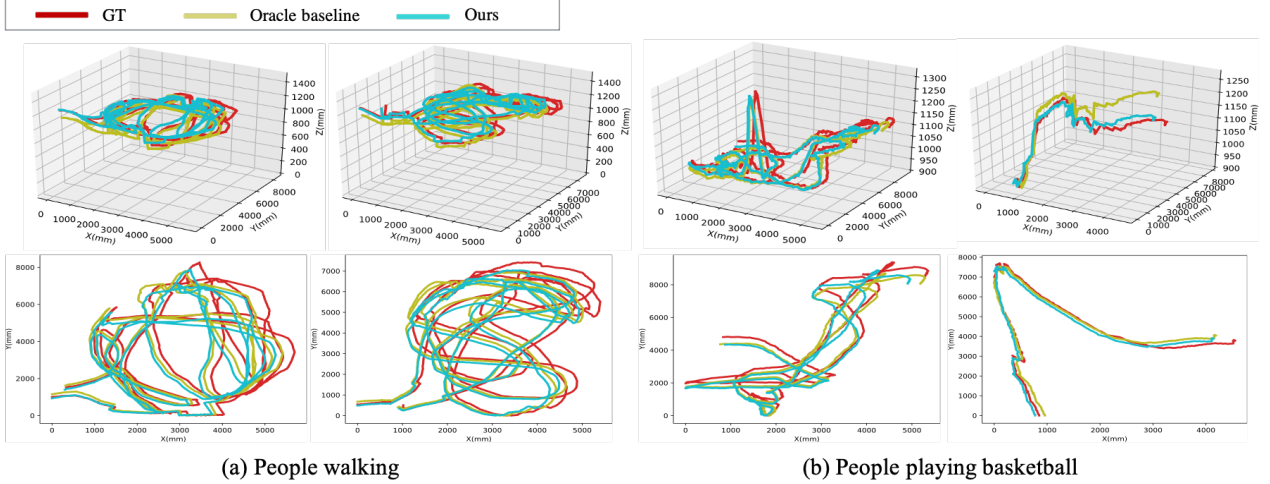 GT Oracle baseline Ours
1400
1200
1000
800
600
400
200
0
Z(mm)
0 1000 2000 3000 4000 5000
X(mm)
0 2000 4000 6000 8000
Y(mm)
1400
1200
1000
800
600
400
200
0
Z(mm)
0 1000 2000 3000 4000 5000
X(mm)
0 1000 2000 3000 4000 5000 6000 7000
Y(mm)
1300
1250
1200
1150
1100
1050
1000
950
900
Z(mm)
0 1000 2000 3000 4000 5000
X(mm)
0 2000 4000 6000 8000
Y(mm)
1250
1200
1150
1100
1050
1000
950
900
Z(mm)
0 1000 2000 3000 4000
X(mm)
0 1000 2000 3000 4000 5000 6000 7000 8000
Y(mm)
8000
6000
4000
2000
0
Y(mm)
0 1000 2000 3000 4000 5000
X(mm)
7000
6000
5000
4000
3000
2000
1000
0
Y(mm)
0 1000 2000 3000 4000 5000
X(mm)
8000
6000
4000
2000
0
Y(mm)
0 1000 2000 3000 4000 5000
X(mm)
8000
7000
6000
5000
4000
3000
2000
1000
0
Y(mm)
0 1000 2000 3000 4000
X(mm)
(a) People walking
(b) People playing basketball